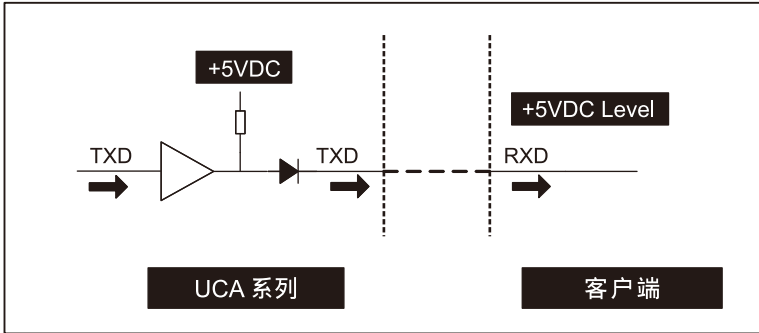 +5VDC
+5VDC Level
TXD
TXD
RXD
UCA 系列
客户端